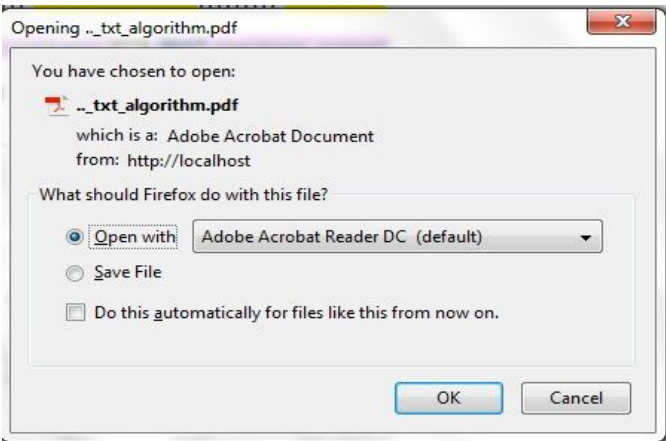 Opening .._txt_algorithm.pdf
You have chosen to open:
.._txt_algorithm.pdf
which is a: Adobe Acrobat Document
from: http://localhost
What should Firefox do with this file?
Open with Adobe Acrobat Reader DC (default)
Save File
Do this automatically for files like this from now on.
OK Cancel